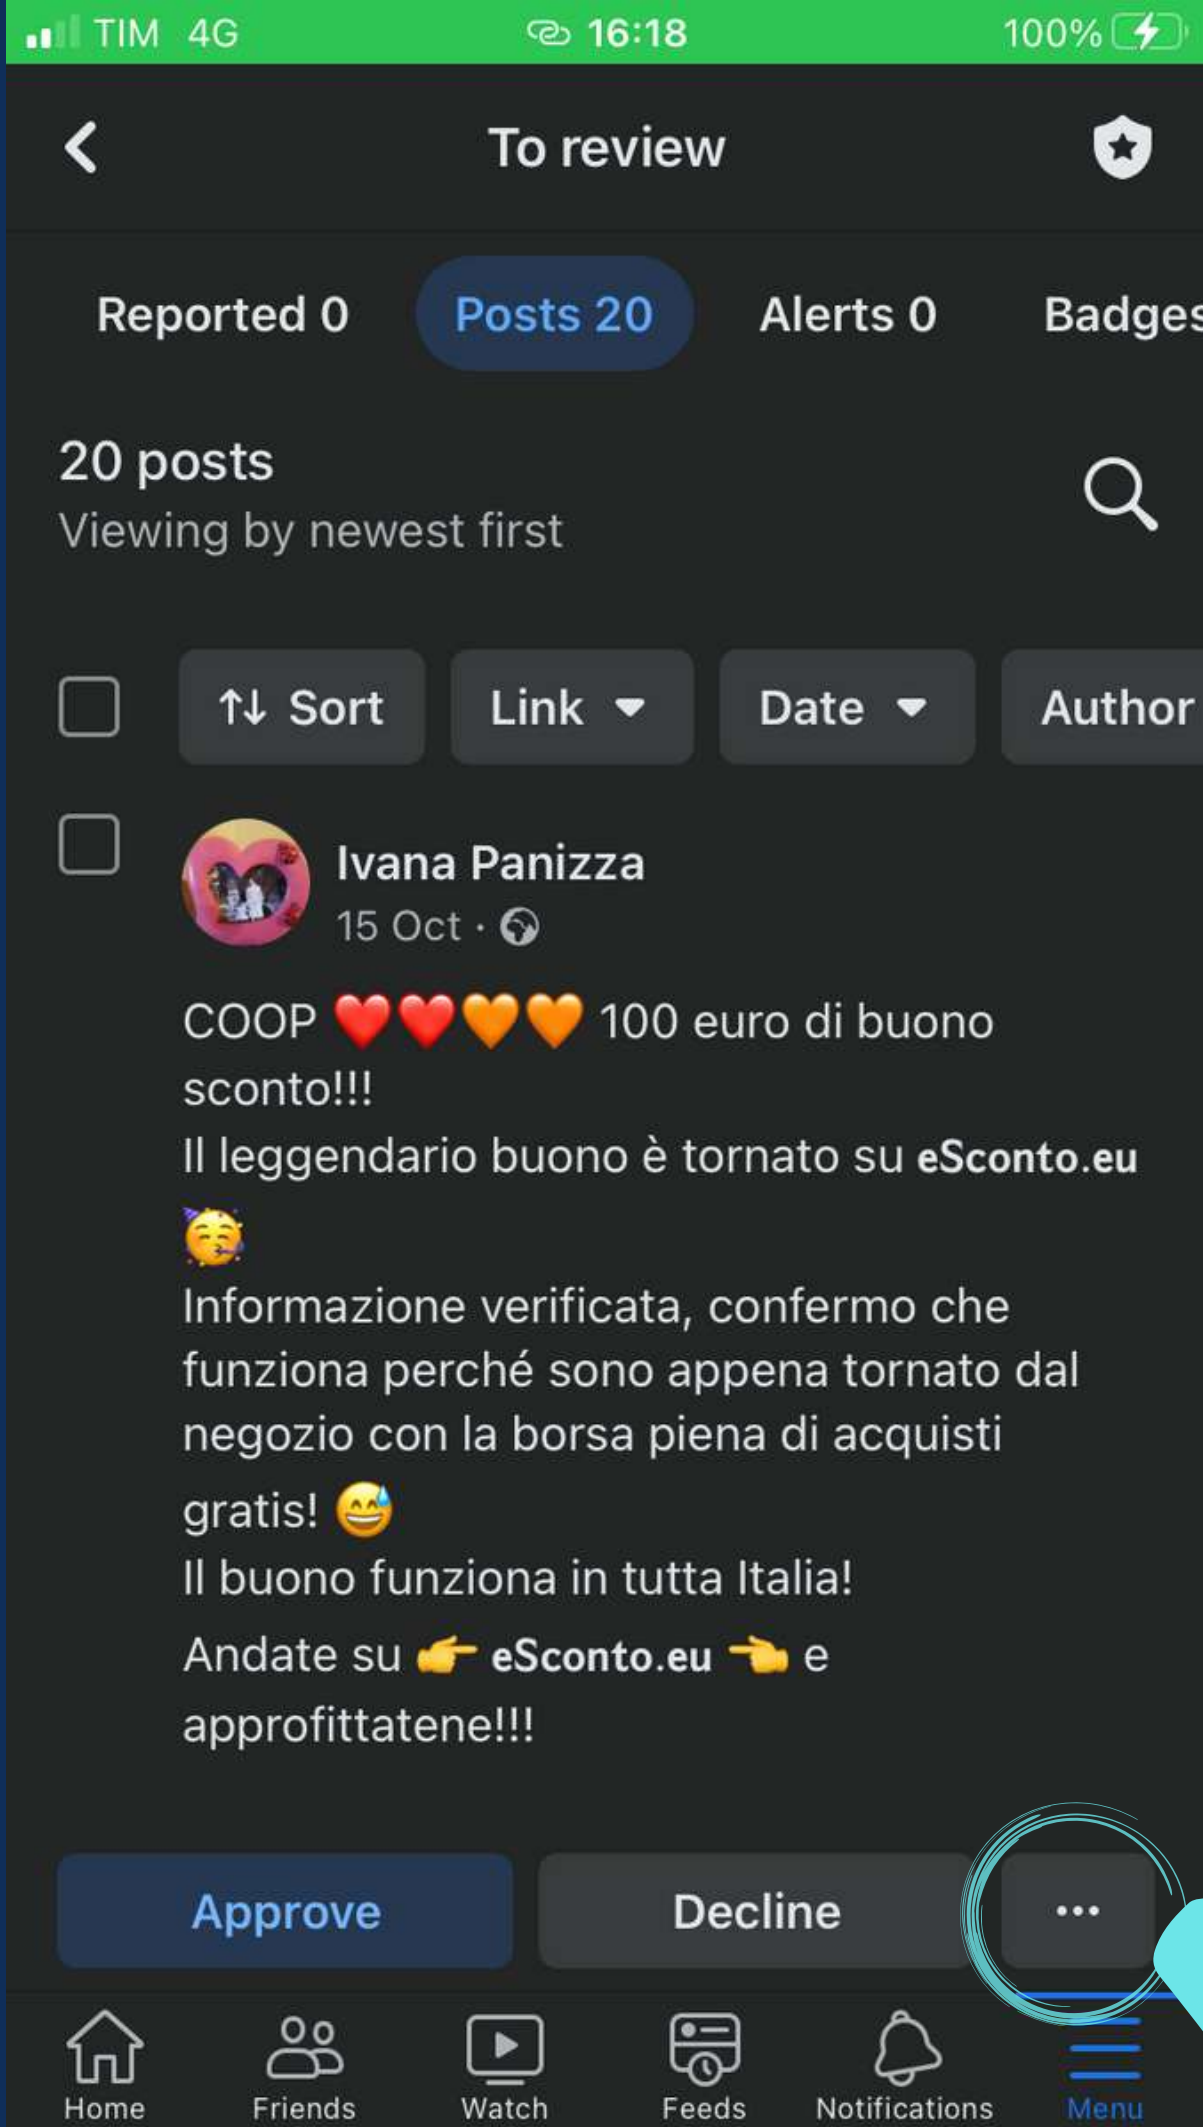 TIM 4G 16:18 100%
To review
Reported 0 Posts 20 Alerts 0 Badges
20 posts
Viewing by newest first
↑↓ Sort Link Date Author
Ivana Panizza
15 Oct ·
COOP ❤️❤️🧡🧡 100 euro di buono
sconto!!!
Il leggendario buono è tornato su eSconto.eu
🥳
Informazione verificata, confermo che
funziona perché sono appena tornato dal
negozio con la borsa piena di acquisti
gratis! 😅
Il buono funziona in tutta Italia!
Andate su 👉 eSconto.eu 👈 e
approfittatene!!!
Approve Decline ...
Home Friends Watch Feeds Notifications Menu